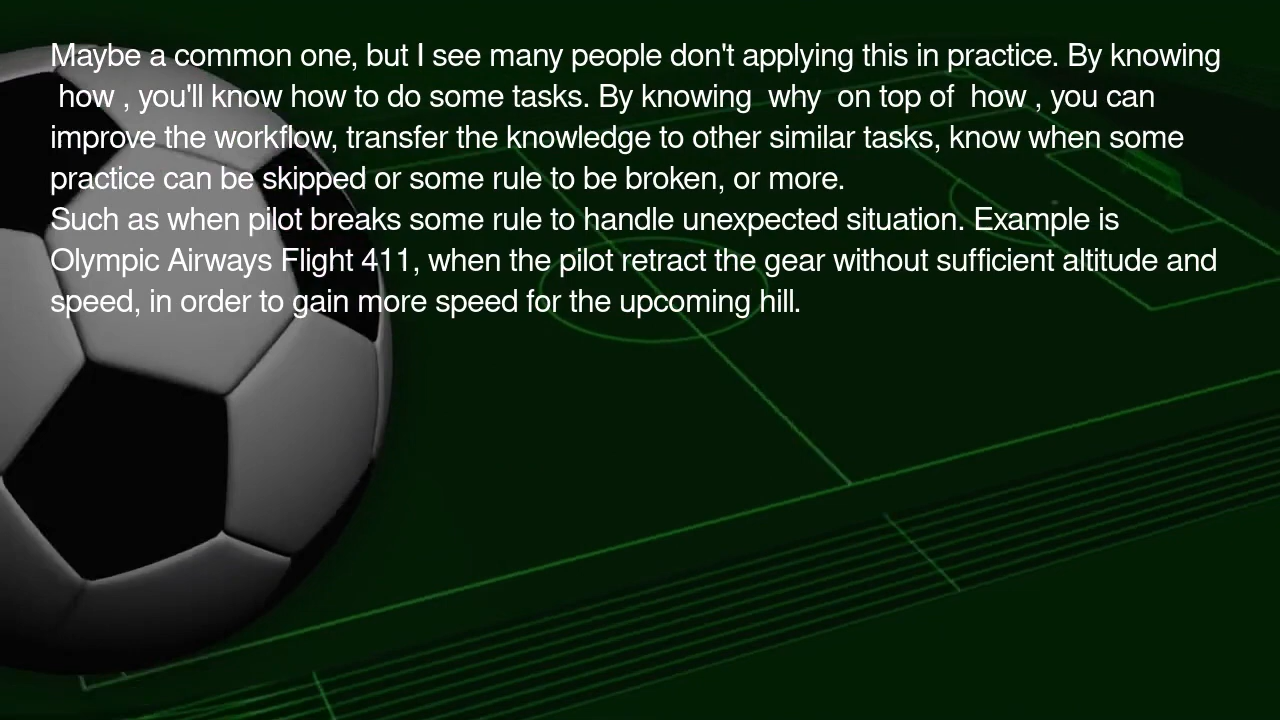 Maybe a common one, but I see many people don't applying this in practice. By knowing
how , you'll know how to do some tasks. By knowing  why  on top of  how , you can
improve the workflow, transfer the knowledge to other similar tasks, know when some
practice can be skipped or some rule to be broken, or more.
Such as when pilot breaks some rule to handle unexpected situation. Example is
Olympic Airways Flight 411, when the pilot retract the gear without sufficient altitude and
speed, in order to gain more speed for the upcoming hill.